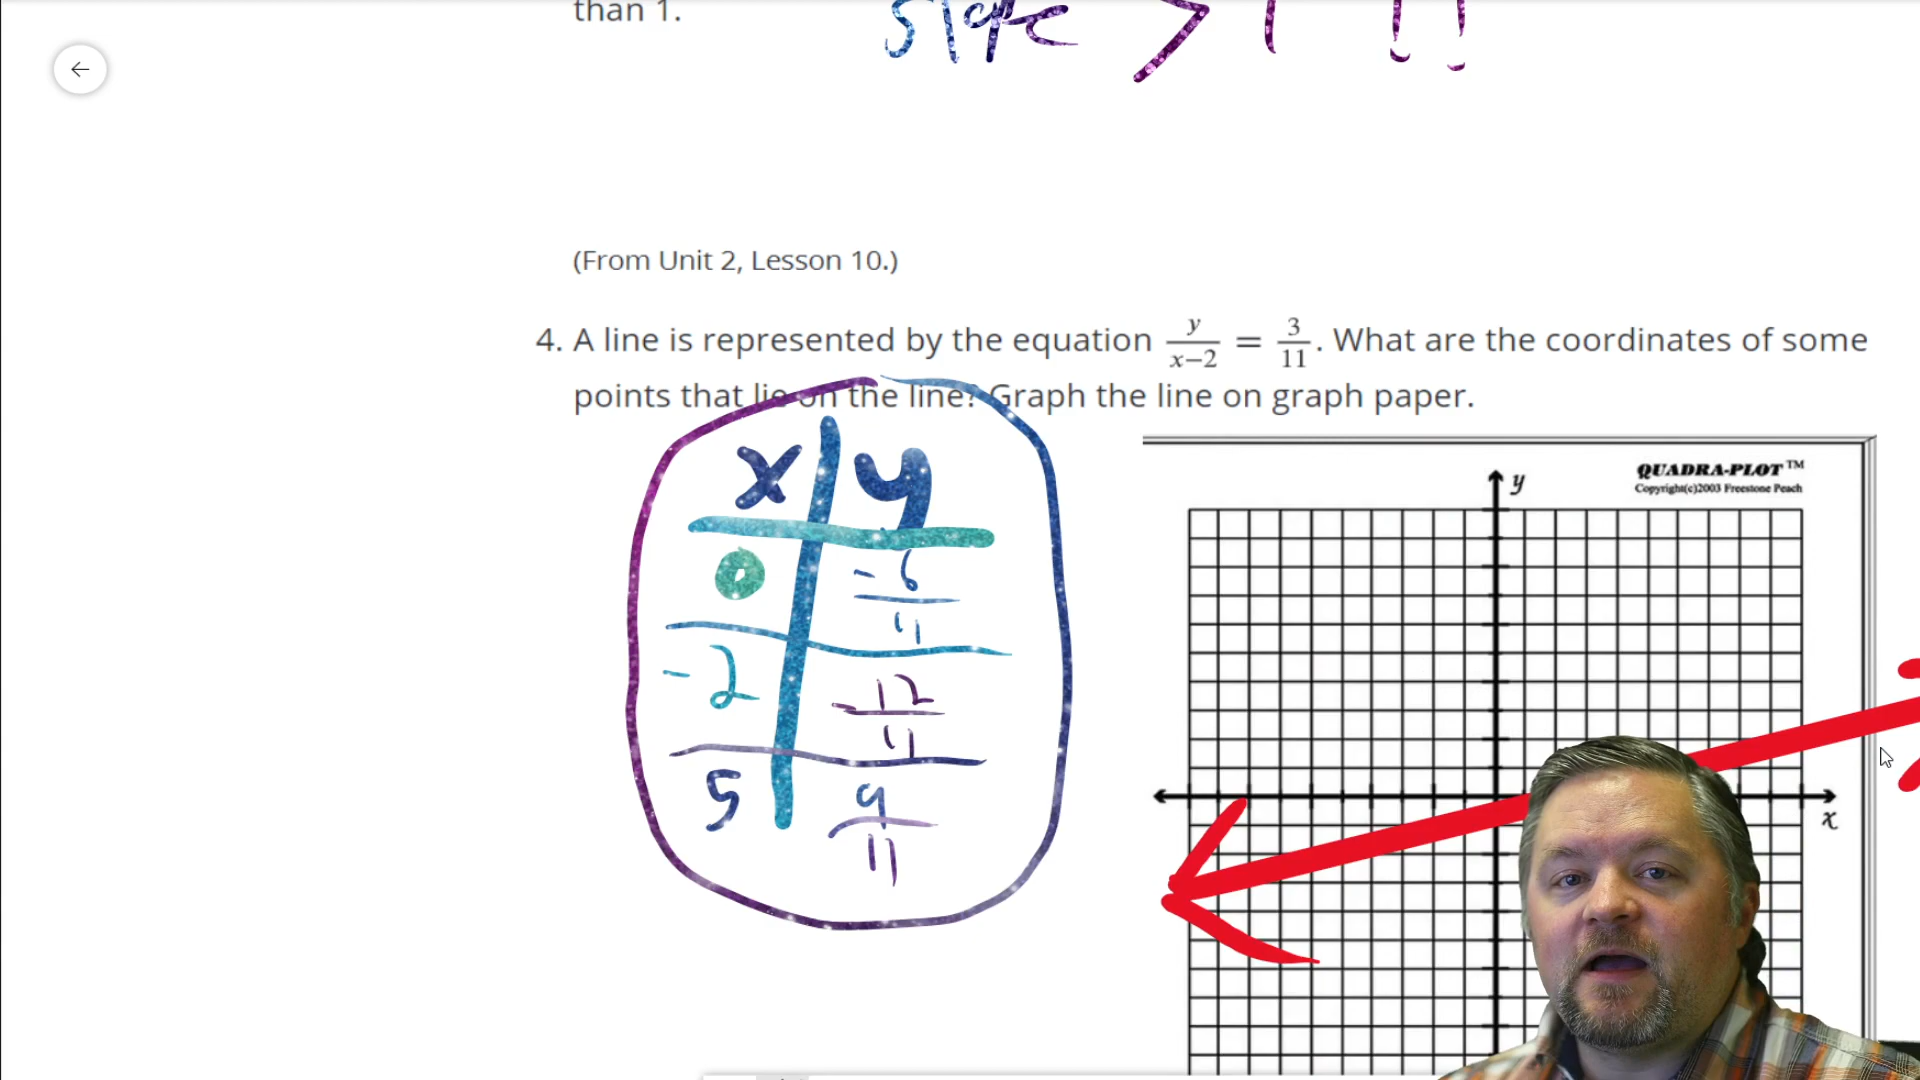 than 1.
slope > 1 !!
(From Unit 2, Lesson 10.)
4. A line is represented by the equation y/(x−2) = 3/11. What are the coordinates of some
points that lie on the line? Graph the line on graph paper.
x y
0 -6/11
-2 -12/11
5 9/11
QUADRA-PLOT™
Copyright(c)2003 Freestone Peach
y
x